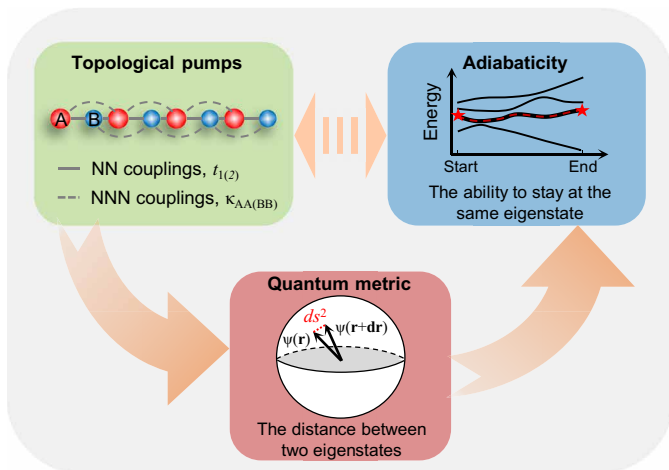 Topological pumps
A B
NN couplings, t1(2)
NNN couplings, κAA(BB)
Adiabaticity
Energy
Start End
The ability to stay at the
same eigenstate
Quantum metric
ds²
ψ(r) ψ(r+dr)
The distance between
two eigenstates